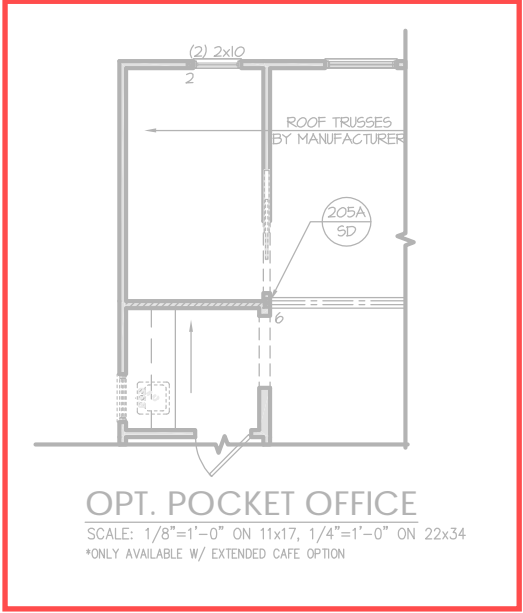 (2) 2x10
2
ROOF TRUSSES
BY MANUFACTURER
205A
SD
6
OPT. POCKET OFFICE
SCALE: 1/8"=1'-0" ON 11x17, 1/4"=1'-0" ON 22x34
*ONLY AVAILABLE W/ EXTENDED CAFE OPTION